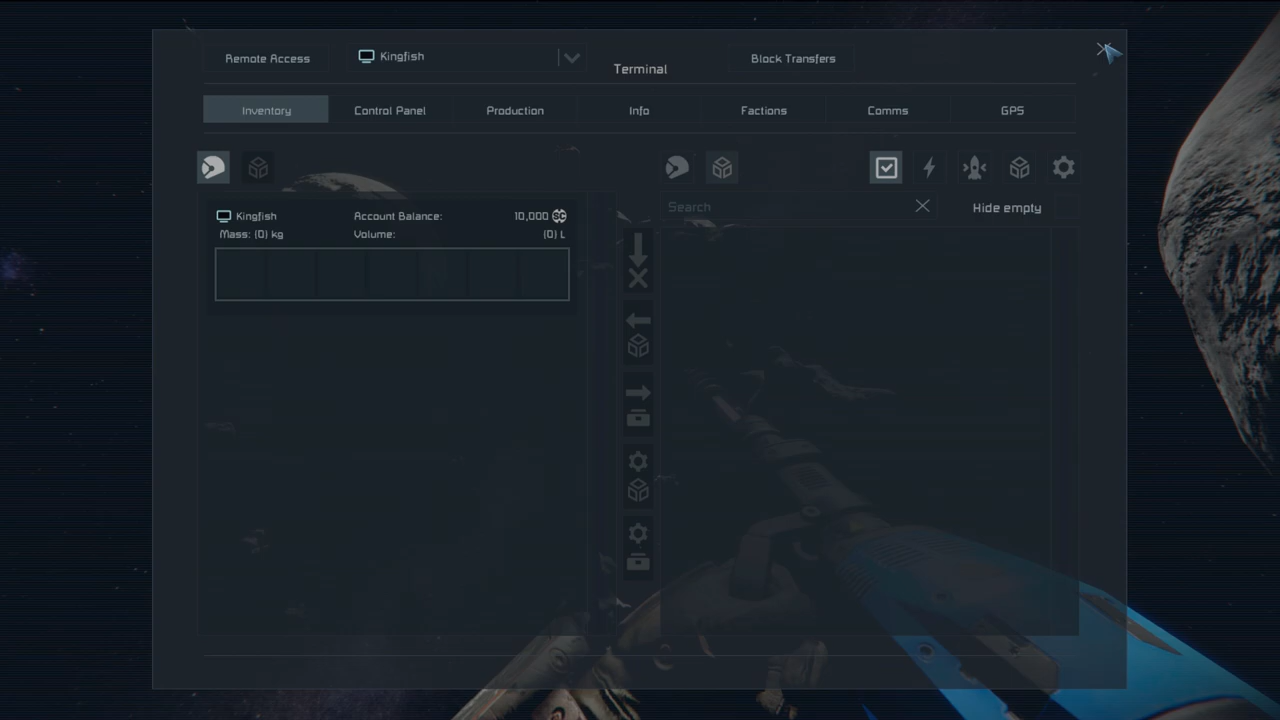 Remote Access
Kingfish
Terminal
Block Transfers
Inventory
Control Panel
Production
Info
Factions
Comms
GPS
Search
Hide empty
Kingfish
Account Balance: 10,000 SC
Mass: (0) kg
Volume: (0) L